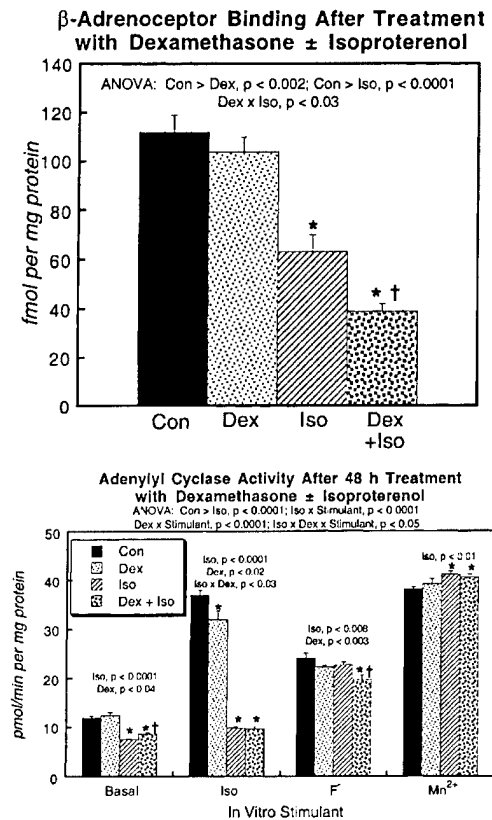 β-Adrenoceptor Binding After Treatment
with Dexamethasone ± Isoproterenol
ANOVA: Con > Dex, p < 0.002; Con > Iso, p < 0.0001
Dex x Iso, p < 0.03
fmol per mg protein
140
120
100
80
60
40
20
0
*
* †
Con
Dex
Iso
Dex
+Iso
Adenylyl Cyclase Activity After 48 h Treatment
with Dexamethasone ± Isoproterenol
ANOVA: Con > Iso, p < 0.0001; Iso x Stimulant, p < 0.0001
Dex x Stimulant, p < 0.0001; Iso x Dex x Stimulant, p < 0.05
pmol/min per mg protein
50
40
30
20
10
0
Con
Dex
Iso
Dex + Iso
Iso, p < 0.0001
Dex, p < 0.04
* *†
Iso, p < 0.0001
Dex, p < 0.02
Iso x Dex, p < 0.03
*
* *
Iso, p < 0.008
Dex, p < 0.003
*†
Iso, p < 0.01
* *
Basal
Iso
F-
Mn2+
In Vitro Stimulant